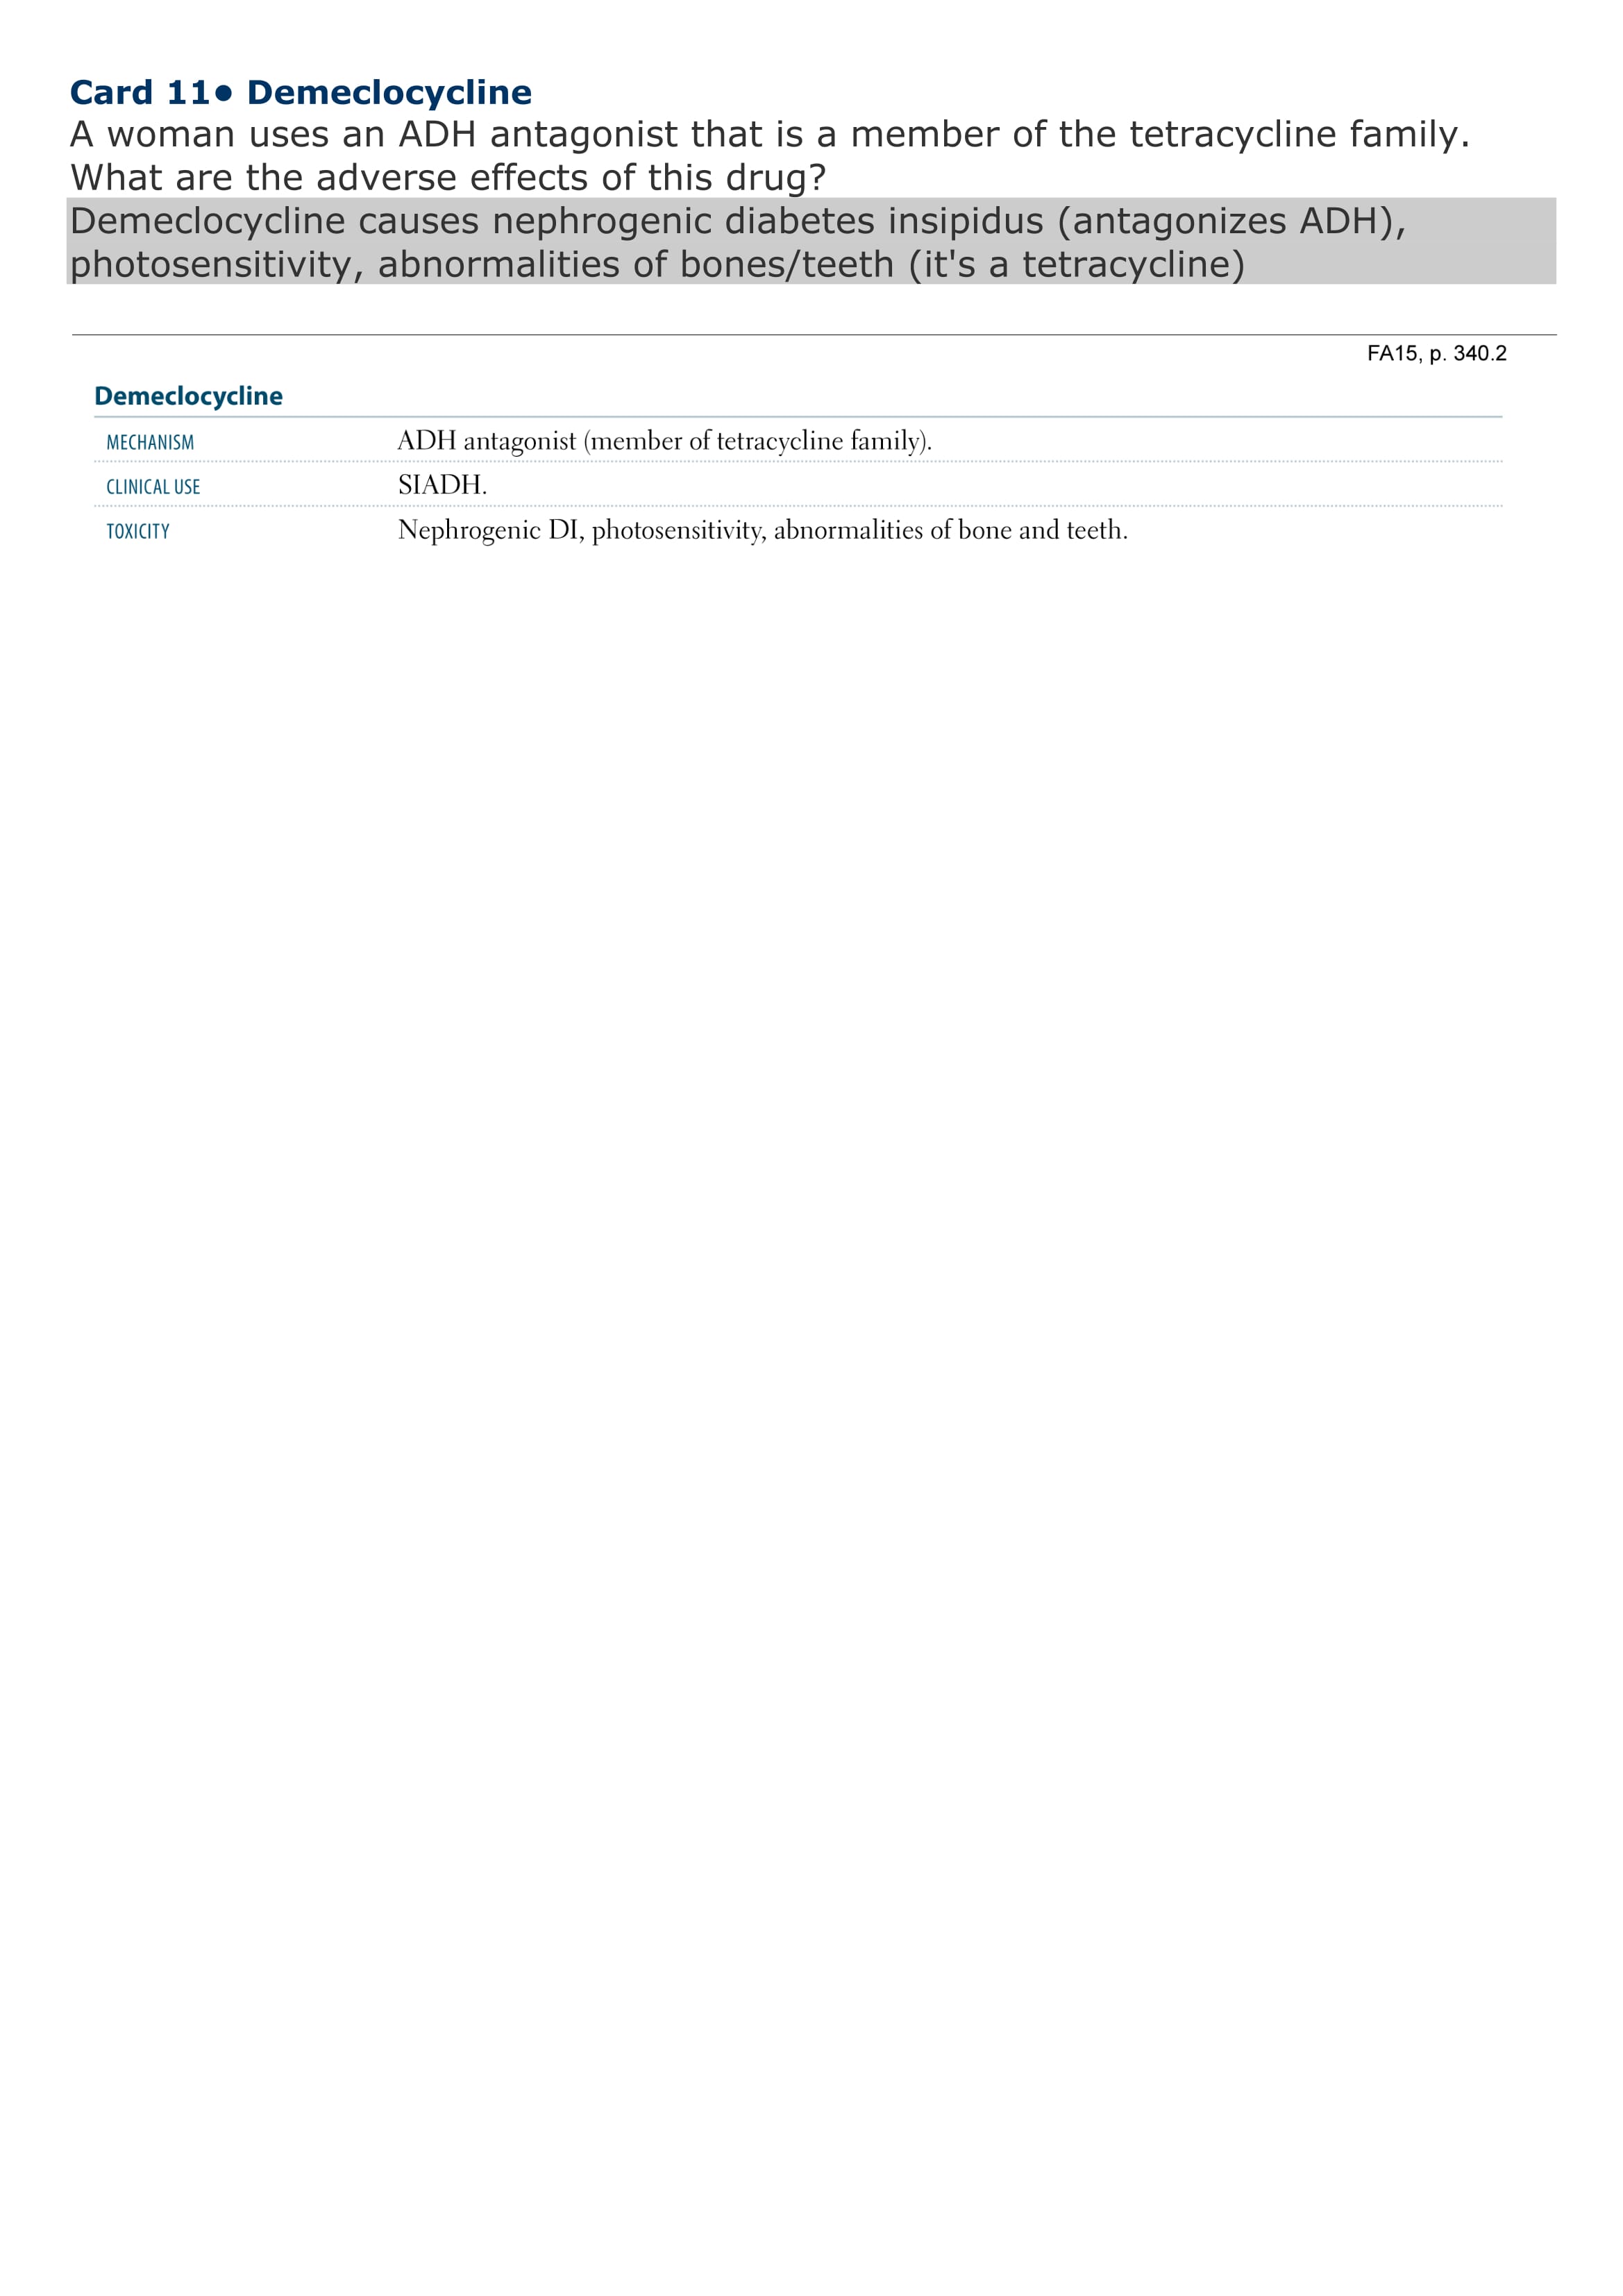 Card 11• Demeclocycline
A woman uses an ADH antagonist that is a member of the tetracycline family.
What are the adverse effects of this drug?
Demeclocycline causes nephrogenic diabetes insipidus (antagonizes ADH),
photosensitivity, abnormalities of bones/teeth (it's a tetracycline)
FA15, p. 340.2
Demeclocycline
MECHANISM ADH antagonist (member of tetracycline family).
CLINICAL USE SIADH.
TOXICITY Nephrogenic DI, photosensitivity, abnormalities of bone and teeth.